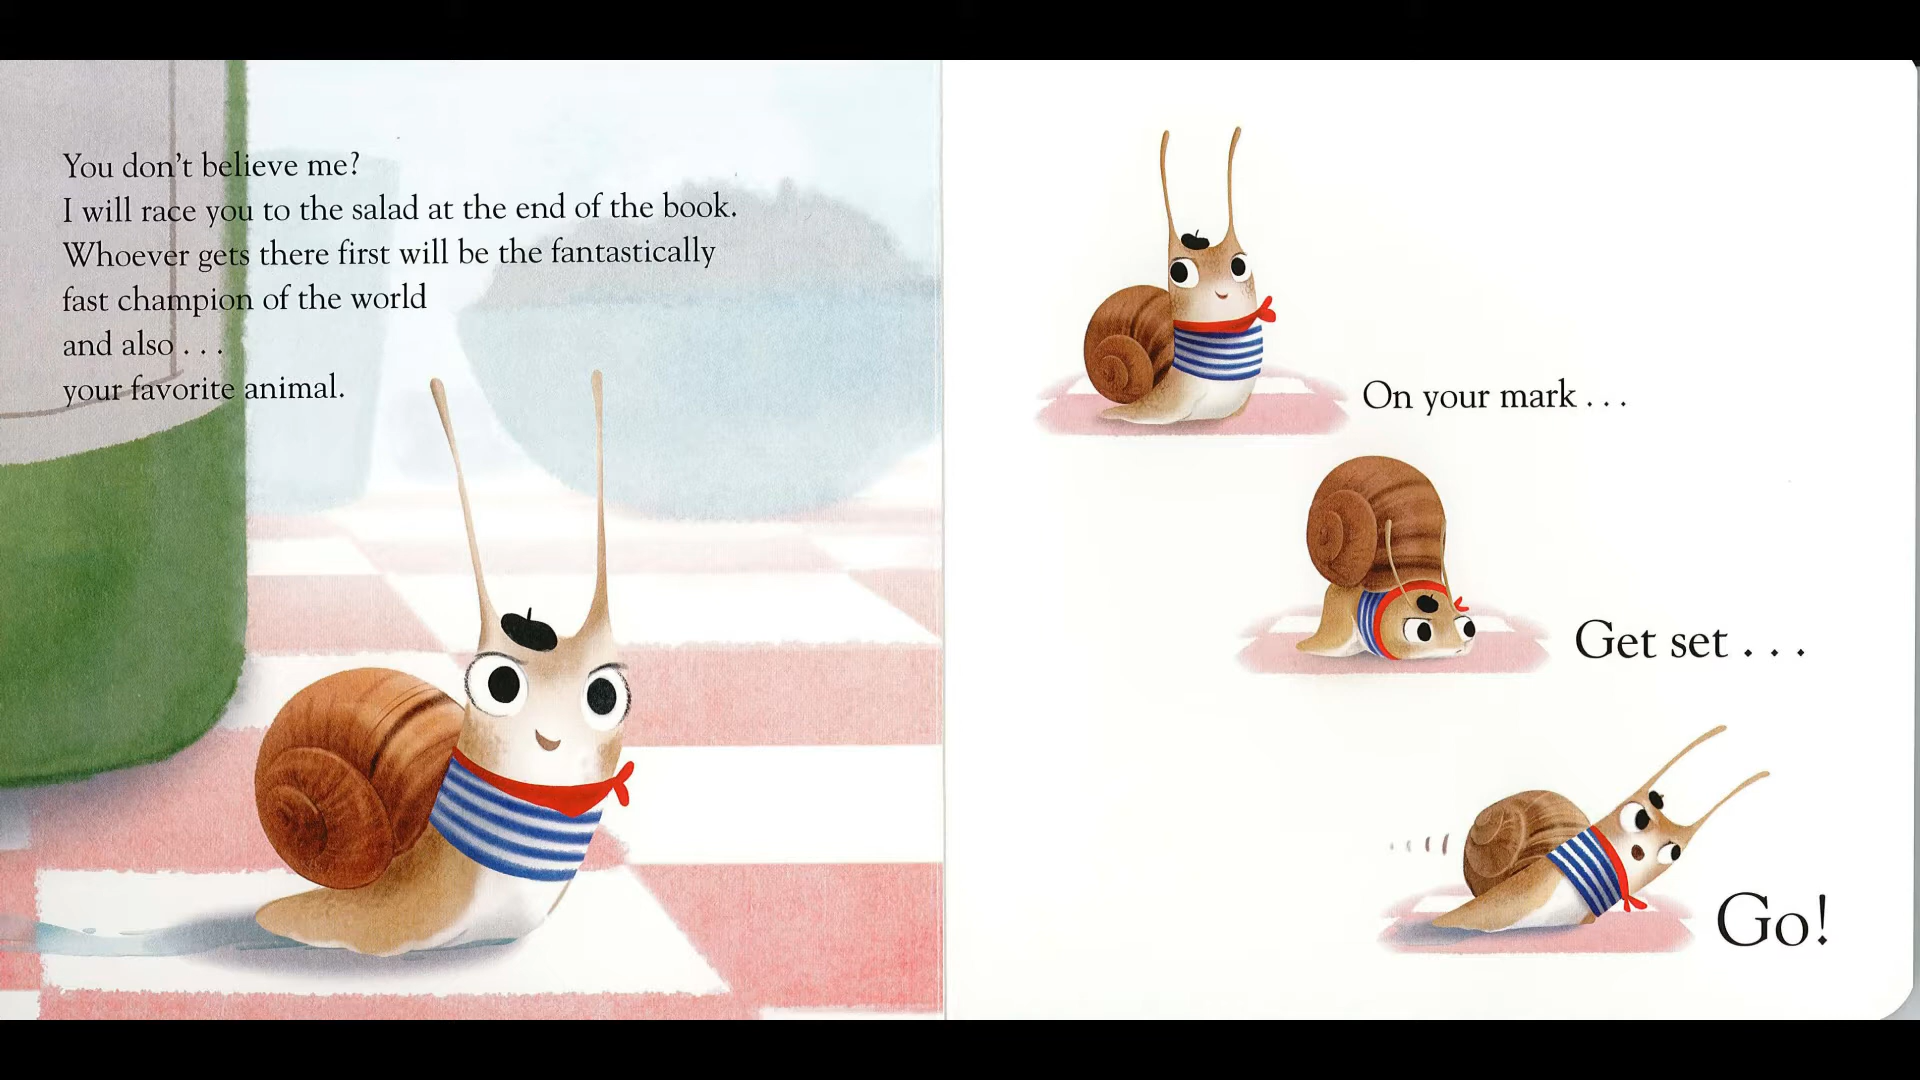 You don't believe me?
I will race you to the salad at the end of the book.
Whoever gets there first will be the fantastically
fast champion of the world
and also . . .
your favorite animal.
On your mark . . .
Get set . . .
Go!